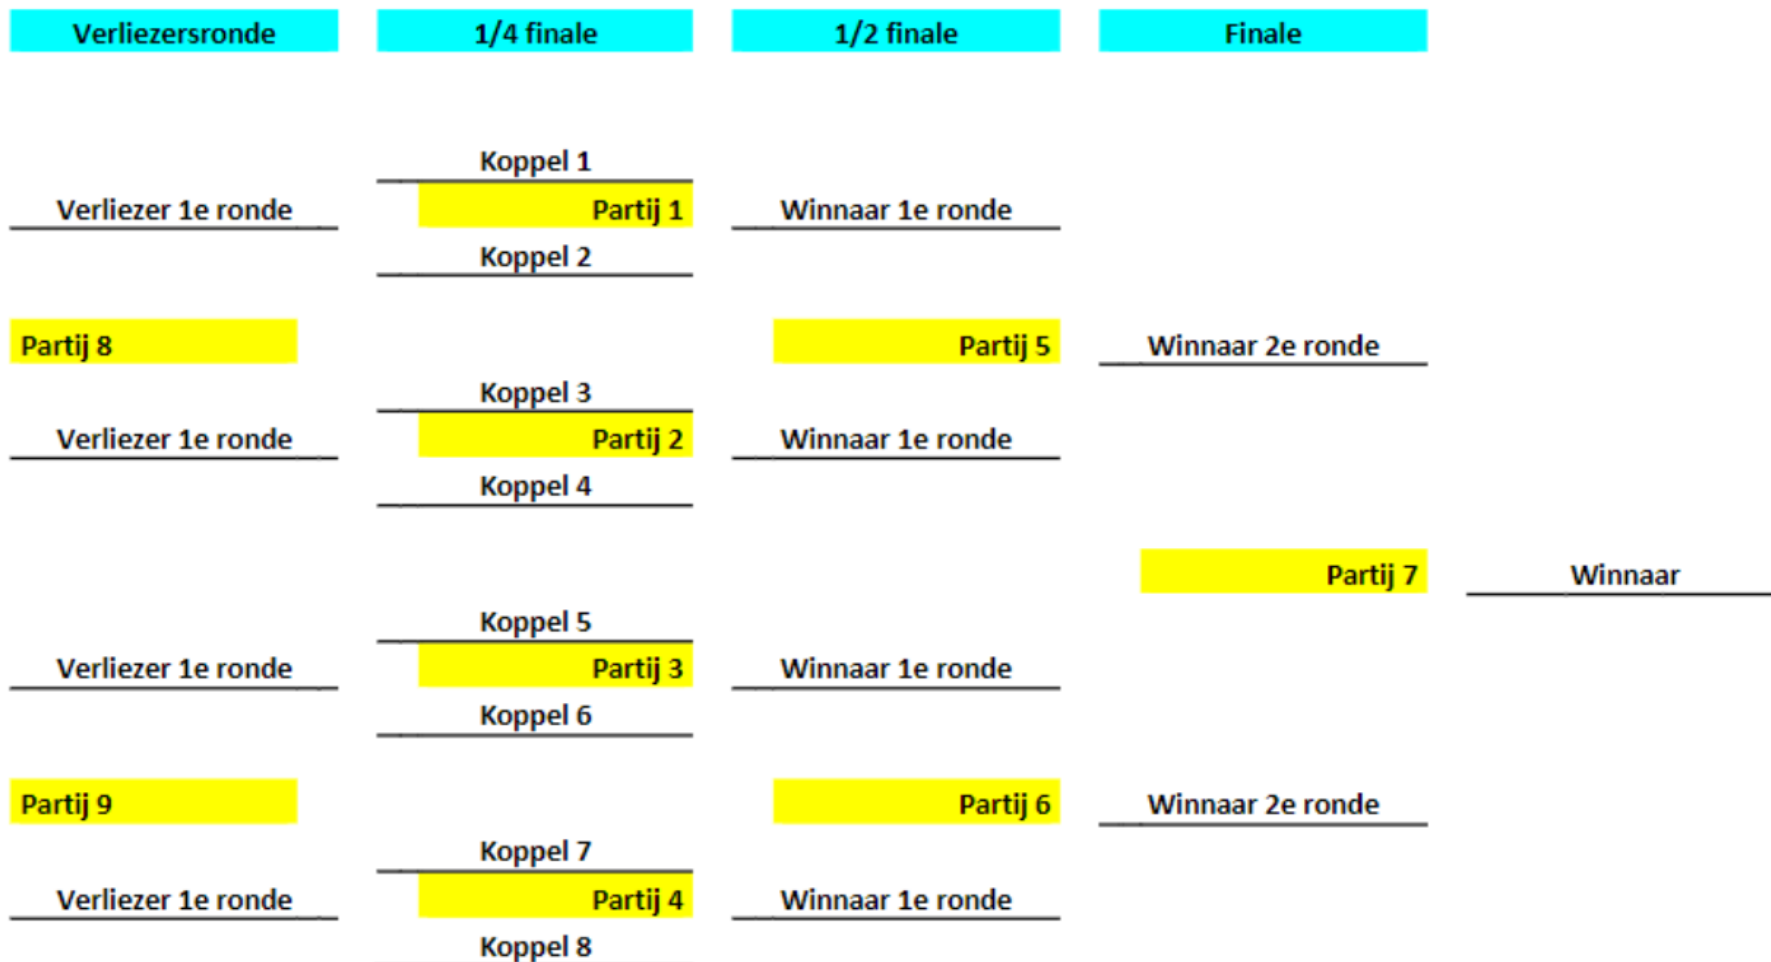 Verliezersronde 1/4 finale 1/2 finale Finale
Koppel 1
Verliezer 1e ronde Partij 1 Winnaar 1e ronde
Koppel 2
Partij 8 Partij 5 Winnaar 2e ronde
Koppel 3
Verliezer 1e ronde Partij 2 Winnaar 1e ronde
Koppel 4
Partij 7 Winnaar
Koppel 5
Verliezer 1e ronde Partij 3 Winnaar 1e ronde
Koppel 6
Partij 9 Partij 6 Winnaar 2e ronde
Koppel 7
Verliezer 1e ronde Partij 4 Winnaar 1e ronde
Koppel 8